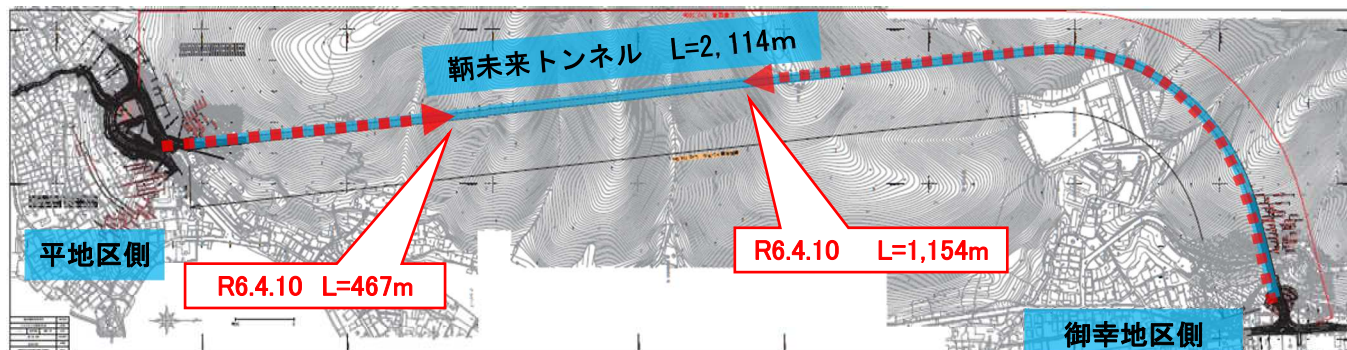 鞆未来トンネル L=2,114m
平地区側
R6.4.10 L=467m
R6.4.10 L=1,154m
御幸地区側